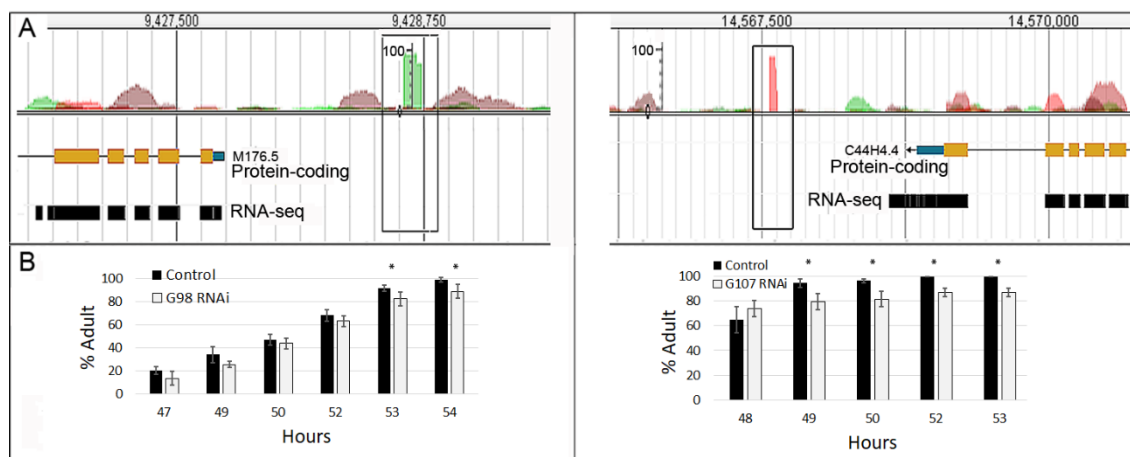 A
9,427,500 9,428,750
100
M176.5
Protein-coding
RNA-seq
14,567,500 14,570,000
100
C44H4.4
Protein-coding
RNA-seq
B
Control
G98 RNAi
* *
% Adult
100
80
60
40
20
0
47 49 50 52 53 54
Hours
Control
G107 RNAi
* * * *
% Adult
100
80
60
40
20
0
48 49 50 52 53
Hours